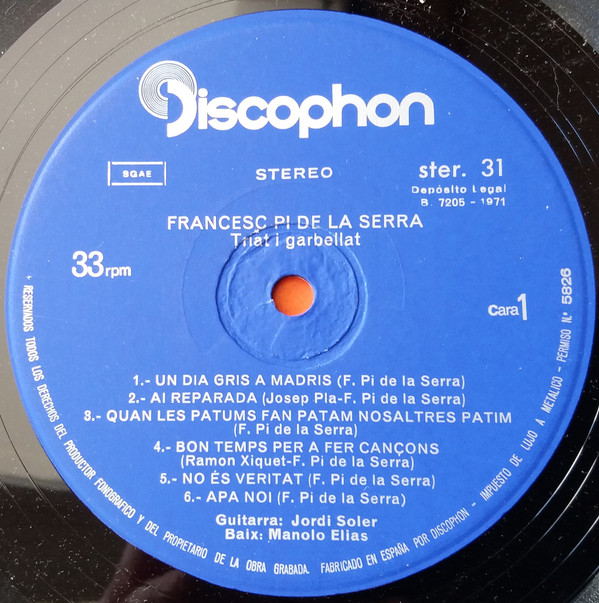 Discophon
SGAE
STEREO
ster. 31
Depósito Legal
B. 7205 - 1971
FRANCESC PI DE LA SERRA
Triat i garbellat
33 rpm
Cara 1
1.- UN DIA GRIS A MADRIS (F. Pi de la Serra)
2.- AI REPARADA (Josep Pla-F. Pi de la Serra)
3.- QUAN LES PATUMS FAN PATAM NOSALTRES PATIM
(F. Pi de la Serra)
4.- BON TEMPS PER A FER CANÇONS
(Ramon Xiquet-F. Pi de la Serra)
5.- NO ÉS VERITAT (F. Pi de la Serra)
6.- APA NOI (F. Pi de la Serra)
Guitarra: Jordi Soler
Baix: Manolo Elias
RESERVADOS TODOS LOS DERECHOS DEL PRODUCTOR FONOGRAFICO Y DEL PROPIETARIO DE LA OBRA GRABADA. FABRICADO EN ESPAÑA POR DISCOPHON - IMPUESTO DE LUJO A METALICO - PERMISO N.º 5826